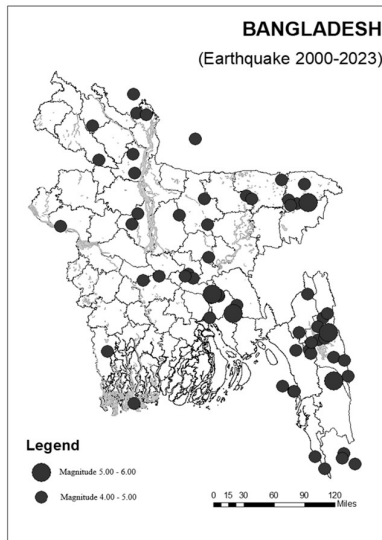 BANGLADESH
(Earthquake 2000-2023)
Legend
Magnitude 5.00 - 6.00
Magnitude 4.00 - 5.00
0 15 30 60 90 120
Miles